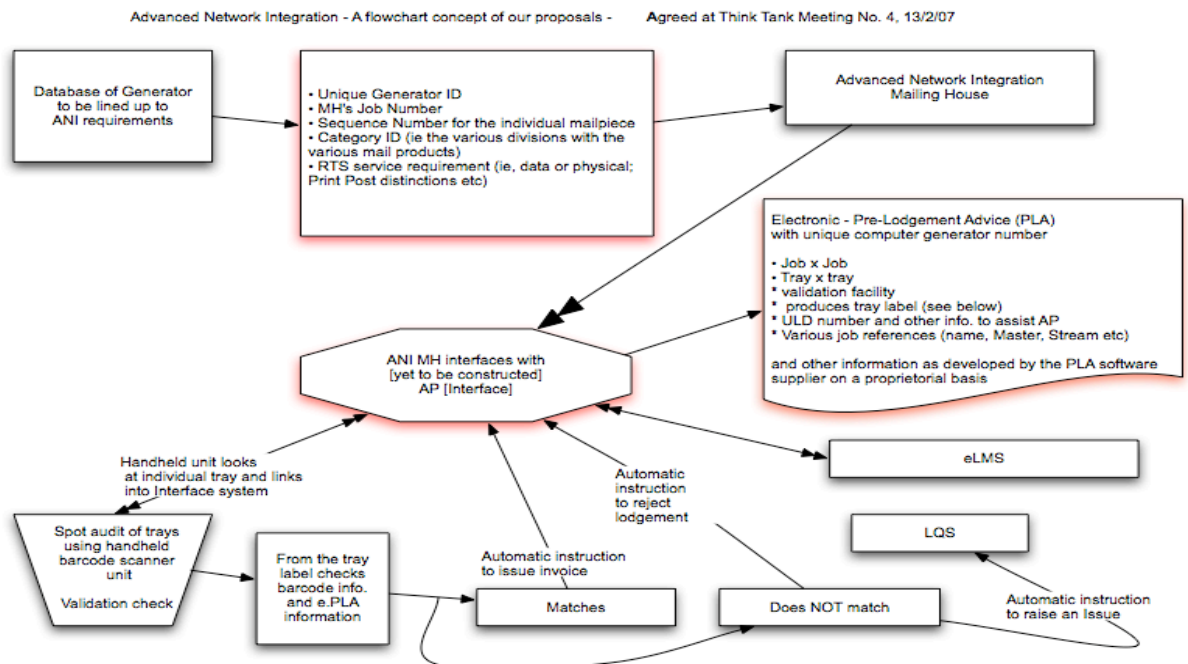 Advanced Network Integration - A flowchart concept of our proposals - Agreed at Think Tank Meeting No. 4, 13/2/07
Database of Generator
to be lined up to
ANI requirements
• Unique Generator ID
• MH's Job Number
• Sequence Number for the individual mailpiece
• Category ID (ie the various divisions with the
various mail products)
• RTS service requirement (ie, data or physical;
Print Post distinctions etc)
Advanced Network Integration
Mailing House
Electronic - Pre-Lodgement Advice (PLA)
with unique computer generator number
• Job x Job
• Tray x tray
* validation facility
* produces tray label (see below)
* ULD number and other info. to assist AP
* Various job references (name, Master, Stream etc)
and other information as developed by the PLA software
supplier on a proprietorial basis
ANI MH interfaces with
[yet to be constructed]
AP [Interface]
eLMS
Handheld unit looks
at individual tray and links
into Interface system
Automatic
instruction
to reject
lodgement
LQS
Spot audit of trays
using handheld
barcode scanner
unit
Validation check
From the tray
label checks
barcode info.
and e.PLA
information
Automatic instruction
to issue invoice
Matches
Does NOT match
Automatic instruction
to raise an Issue